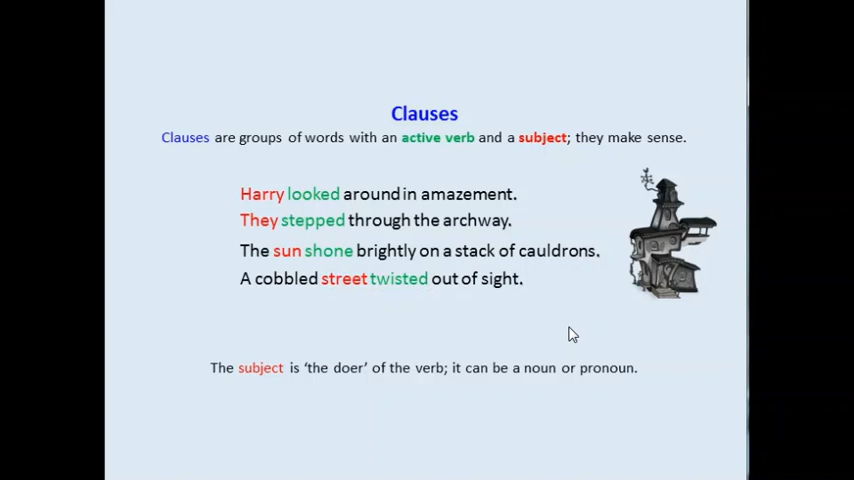 Clauses
Clauses are groups of words with an active verb and a subject; they make sense.
Harry looked around in amazement.
They stepped through the archway.
The sun shone brightly on a stack of cauldrons.
A cobbled street twisted out of sight.
The subject is ‘the doer’ of the verb; it can be a noun or pronoun.